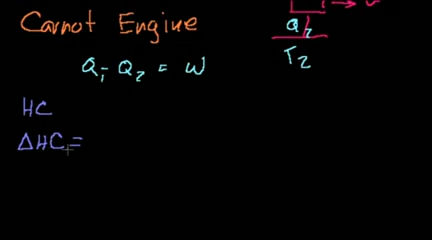 Carnot Engine
Q₂
T₂
Q₁ - Q₂ = W
HC
ΔHC =